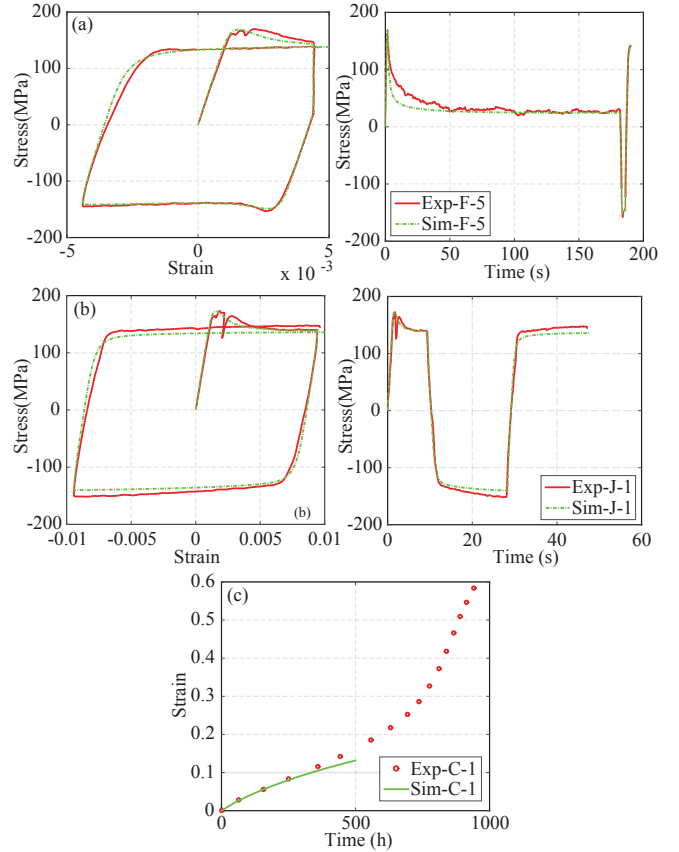 (a)
Stress(MPa)
200
100
0
-100
-200
-5
0
5
Strain
x 10
-3
Stress(MPa)
200
100
0
-100
-200
0
50
100
150
200
Time (s)
Exp-F-5
Sim-F-5
(b)
Stress(MPa)
200
100
0
-100
-200
-0.01
-0.005
0
0.005
0.01
Strain
(b)
Stress(MPa)
200
100
0
-100
-200
0
20
40
60
Time (s)
Exp-J-1
Sim-J-1
(c)
Strain
0.6
0.5
0.4
0.3
0.2
0.1
0
0
500
1000
Time (h)
Exp-C-1
Sim-C-1